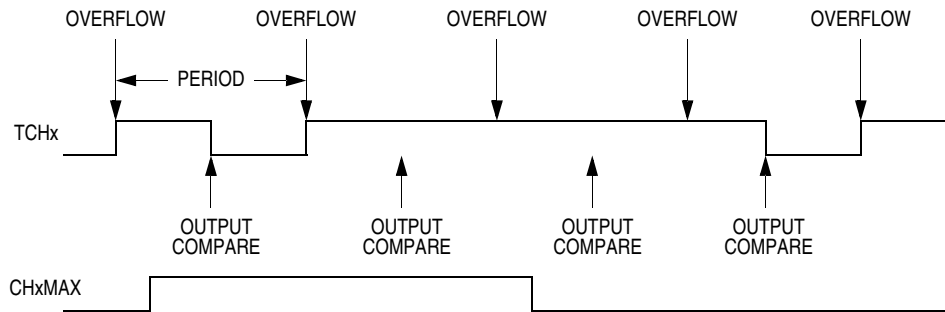 OVERFLOW OVERFLOW OVERFLOW OVERFLOW OVERFLOW
PERIOD
TCHx
OUTPUT COMPARE
OUTPUT COMPARE
OUTPUT COMPARE
OUTPUT COMPARE
CHxMAX